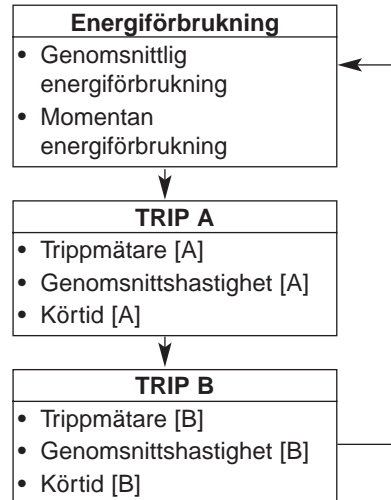 Energiförbrukning
• Genomsnittlig
energiförbrukning
• Momentan
energiförbrukning
TRIP A
• Trippmätare [A]
• Genomsnittshastighet [A]
• Körtid [A]
TRIP B
• Trippmätare [B]
• Genomsnittshastighet [B]
• Körtid [B]